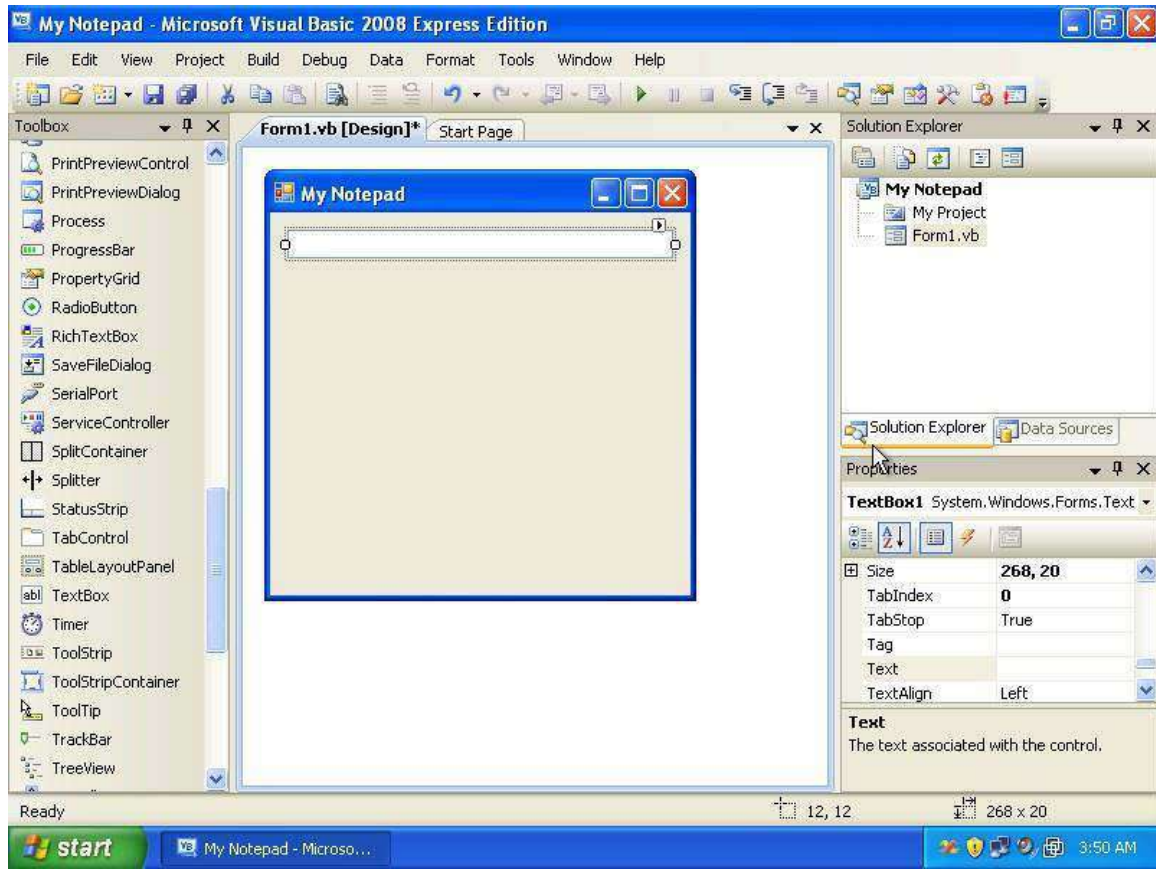 My Notepad - Microsoft Visual Basic 2008 Express Edition
File Edit View Project Build Debug Data Format Tools Window Help
Toolbox
PrintPreviewControl
PrintPreviewDialog
Process
ProgressBar
PropertyGrid
RadioButton
RichTextBox
SaveFileDialog
SerialPort
ServiceController
SplitContainer
Splitter
StatusStrip
TabControl
TableLayoutPanel
abl TextBox
Timer
ToolStrip
ToolStripContainer
ToolTip
TrackBar
TreeView
Form1.vb [Design]* Start Page
My Notepad
Solution Explorer
My Notepad
My Project
Form1.vb
Solution Explorer Data Sources
Properties
TextBox1 System.Windows.Forms.Text
Size 268, 20
TabIndex 0
TabStop True
Tag
Text
TextAlign Left
Text
The text associated with the control.
Ready 12, 12 268 x 20
start My Notepad - Microso... 3:50 AM